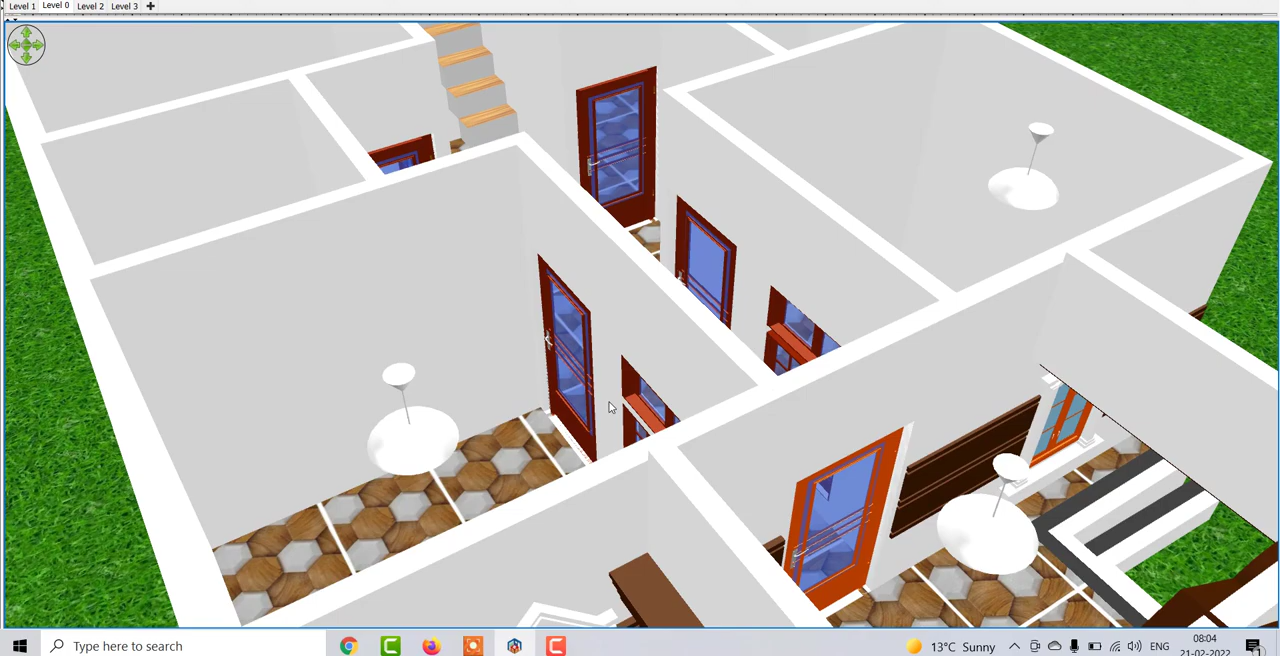 Level 1 Level 0 Level 2 Level 3
Type here to search
13°C Sunny
ENG
08:04
21-02-2022
1